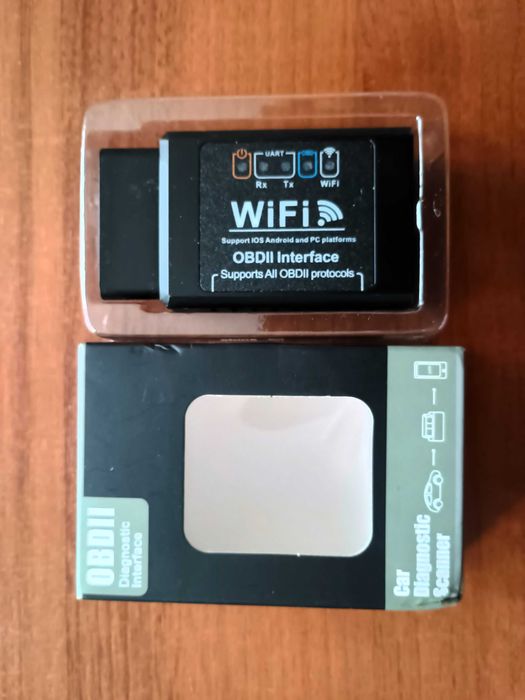 UART
Rx Tx WiFi
WiFi
Support IOS Android and PC platforms
OBDII Interface
Supports All OBDII protocols
OBDII
Diagnostic
Interface
Car
Diagnostic
Scanner